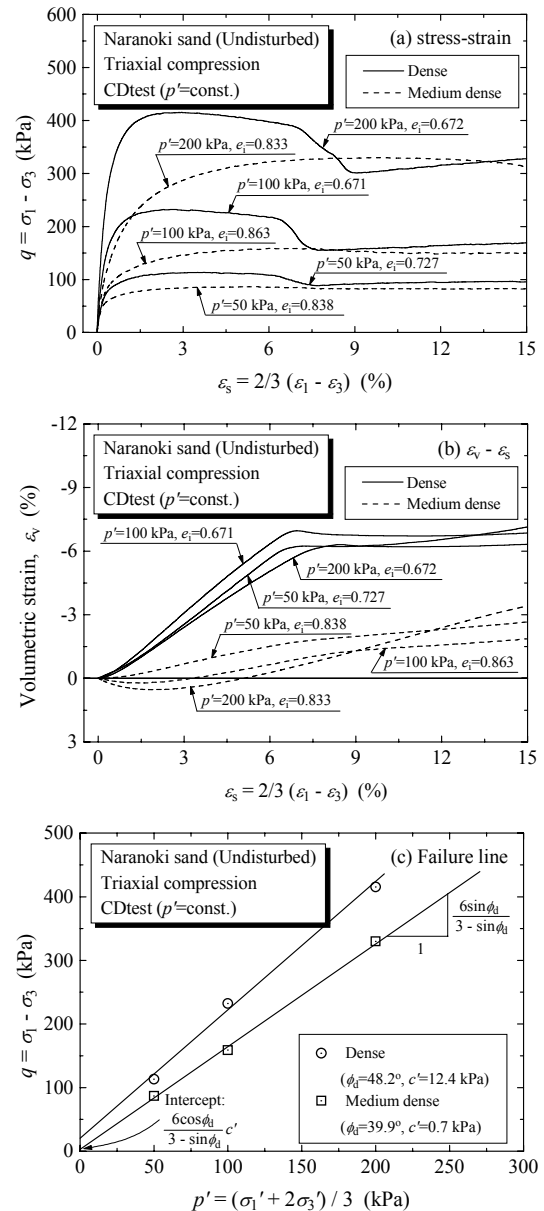 Naranoki sand (Undisturbed)
Triaxial compression
CDtest (p'=const.)
(a) stress-strain
Dense
Medium dense
p'=200 kPa, ei=0.672
p'=200 kPa, ei=0.833
p'=100 kPa, ei=0.671
p'=100 kPa, ei=0.863
p'=50 kPa, ei=0.727
p'=50 kPa, ei=0.838
500
400
300
200
100
0
q = σ1 - σ3 (kPa)
0 3 6 9 12 15
εs = 2/3 (ε1 - ε3) (%)
Naranoki sand (Undisturbed)
Triaxial compression
CDtest (p'=const.)
(b) εv - εs
Dense
Medium dense
p'=100 kPa, ei=0.671
p'=200 kPa, ei=0.672
p'=50 kPa, ei=0.727
p'=50 kPa, ei=0.838
p'=100 kPa, ei=0.863
p'=200 kPa, ei=0.833
-12
-9
-6
-3
0
3
Volumetric strain, εv (%)
0 3 6 9 12 15
εs = 2/3 (ε1 - ε3) (%)
Naranoki sand (Undisturbed)
Triaxial compression
CDtest (p'=const.)
(c) Failure line
6sinϕd
3 - sinϕd
1
Dense
(ϕd=48.2º, c'=12.4 kPa)
Medium dense
(ϕd=39.9º, c'=0.7 kPa)
Intercept:
6cosϕd
3 - sinϕd
c'
500
400
300
200
100
0
q = σ1 - σ3 (kPa)
0 50 100 150 200 250 300
p' = (σ1' + 2σ3') / 3 (kPa)